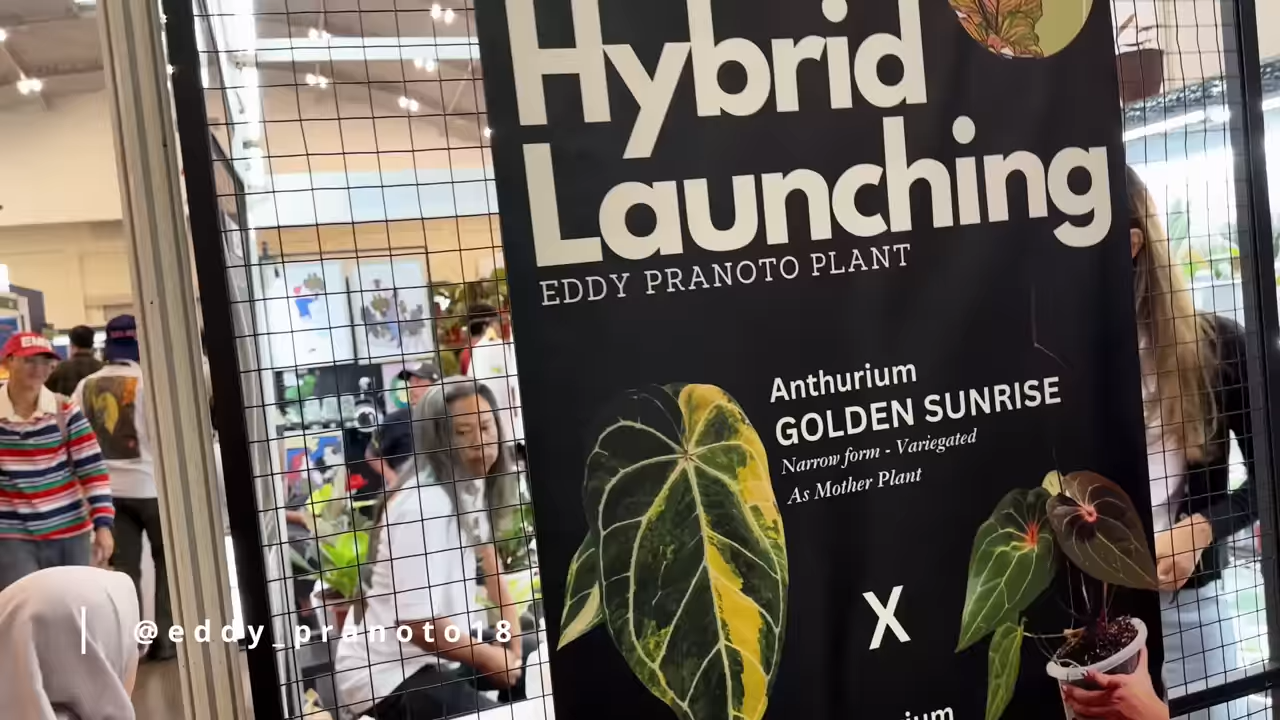 Hybrid
Launching
EDDY PRANOTO PLANT
Anthurium
GOLDEN SUNRISE
Narrow form - Variegated
As Mother Plant
X
@eddy_pranoto18